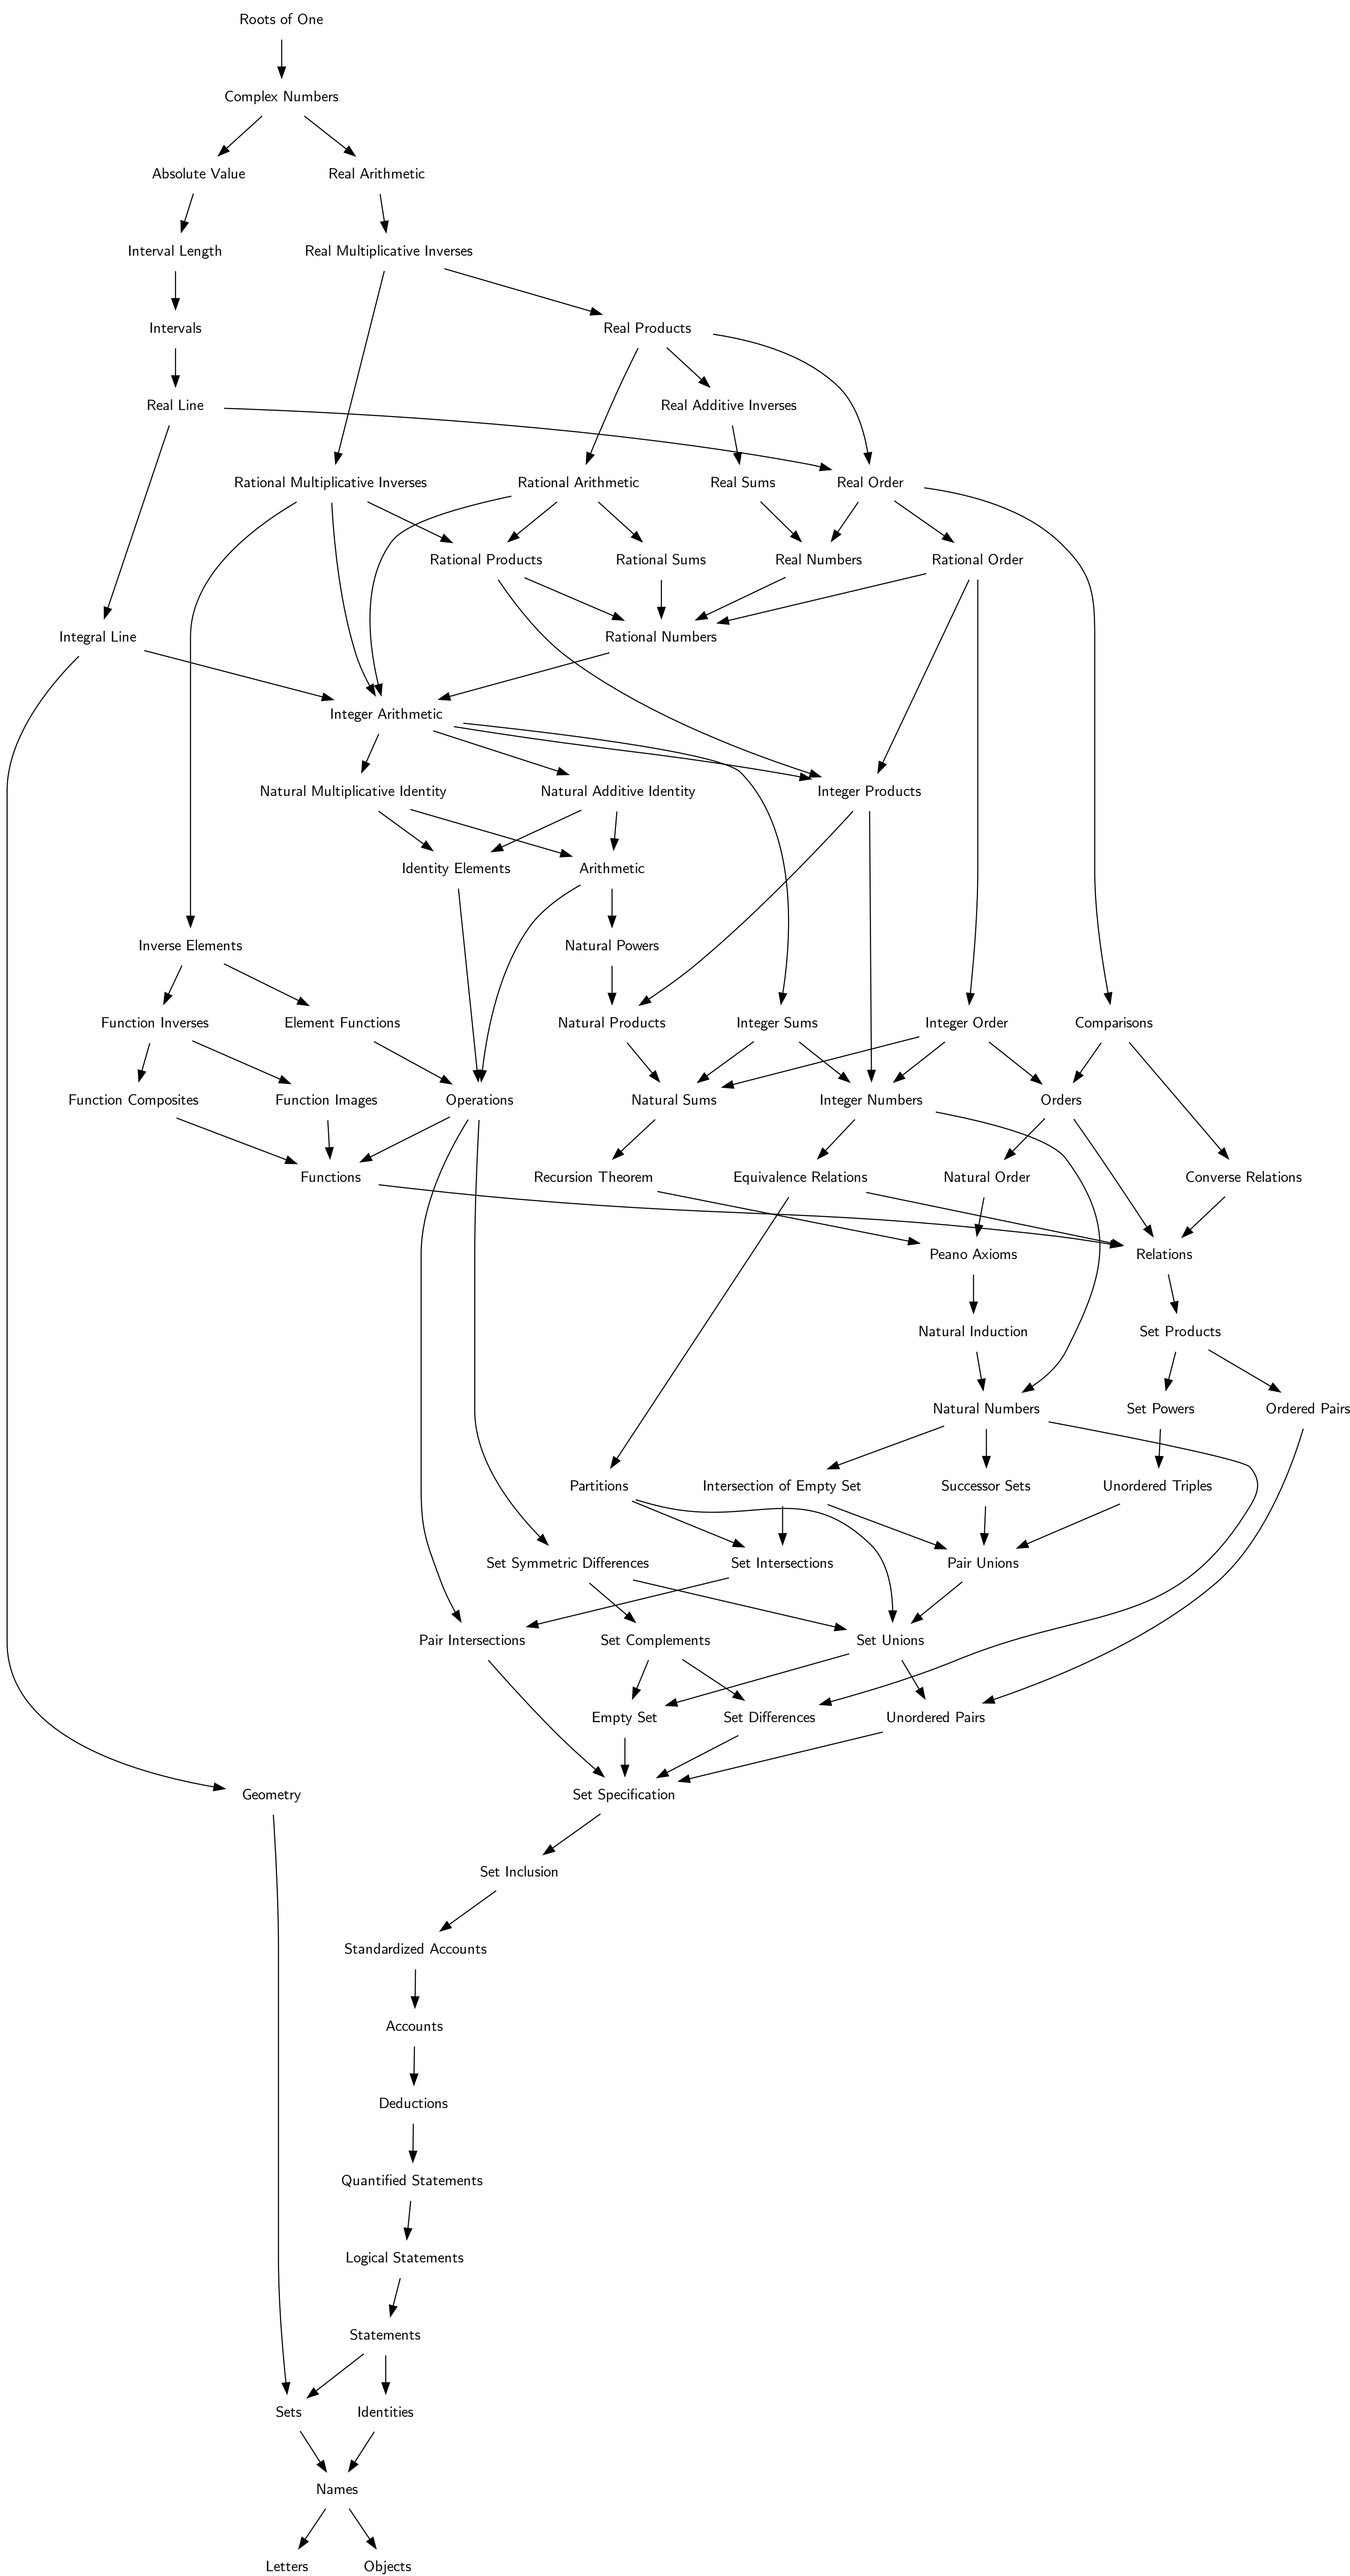 Roots of One
Complex Numbers
Absolute Value
Real Arithmetic
Interval Length
Real Multiplicative Inverses
Intervals
Real Products
Real Line
Real Additive Inverses
Rational Multiplicative Inverses
Rational Arithmetic
Real Sums
Real Order
Rational Products
Rational Sums
Real Numbers
Rational Order
Integral Line
Rational Numbers
Integer Arithmetic
Natural Multiplicative Identity
Natural Additive Identity
Integer Products
Identity Elements
Arithmetic
Inverse Elements
Natural Powers
Function Inverses
Element Functions
Natural Products
Integer Sums
Integer Order
Comparisons
Function Composites
Function Images
Operations
Natural Sums
Integer Numbers
Orders
Functions
Recursion Theorem
Equivalence Relations
Natural Order
Converse Relations
Peano Axioms
Relations
Natural Induction
Set Products
Natural Numbers
Set Powers
Ordered Pairs
Partitions
Intersection of Empty Set
Successor Sets
Unordered Triples
Set Symmetric Differences
Set Intersections
Pair Unions
Pair Intersections
Set Complements
Set Unions
Empty Set
Set Differences
Unordered Pairs
Geometry
Set Specification
Set Inclusion
Standardized Accounts
Accounts
Deductions
Quantified Statements
Logical Statements
Statements
Sets
Identities
Names
Letters
Objects